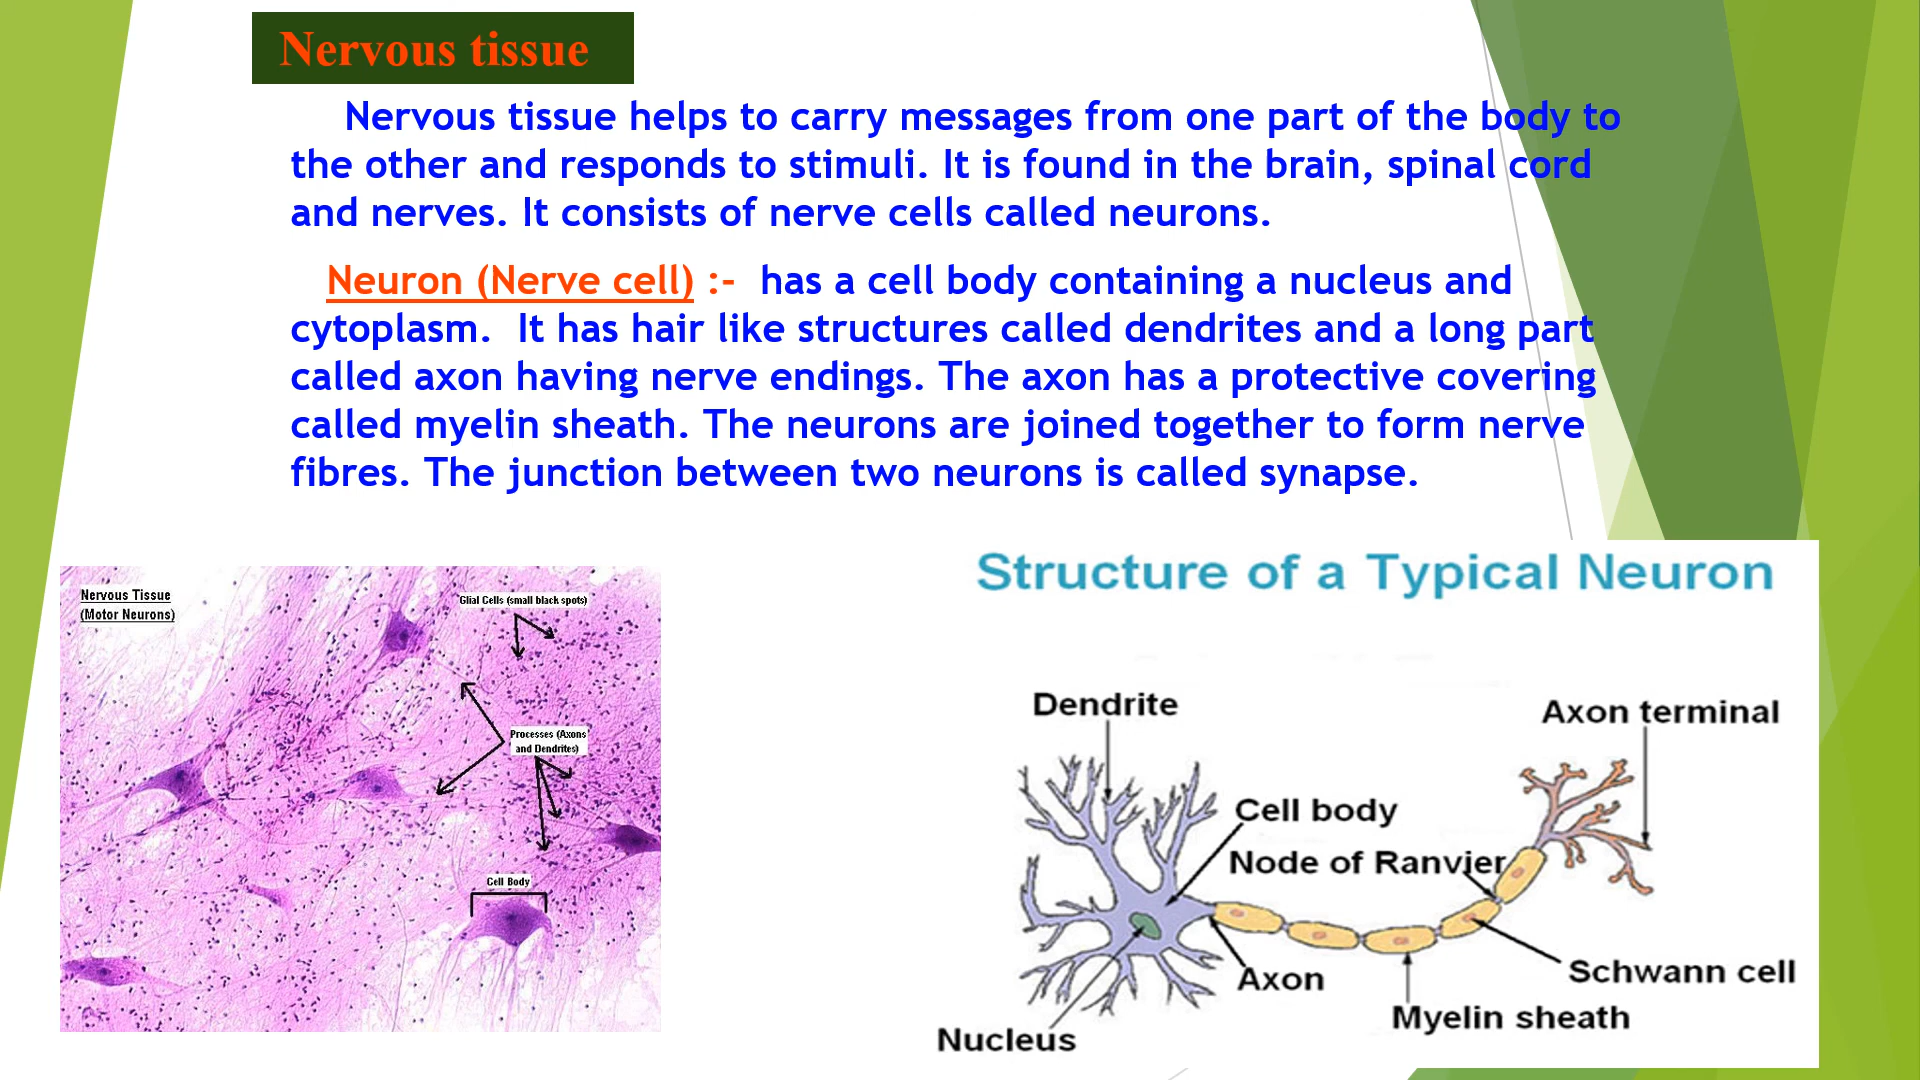 Nervous tissue
Nervous tissue helps to carry messages from one part of the body to
the other and responds to stimuli. It is found in the brain, spinal cord
and nerves. It consists of nerve cells called neurons.
Neuron (Nerve cell) :- has a cell body containing a nucleus and
cytoplasm. It has hair like structures called dendrites and a long part
called axon having nerve endings. The axon has a protective covering
called myelin sheath. The neurons are joined together to form nerve
fibres. The junction between two neurons is called synapse.
Nervous Tissue
(Motor Neurons)
Glial Cells (small black spots)
Processes (Axons
and Dendrites)
Cell Body
Structure of a Typical Neuron
Dendrite
Axon terminal
Cell body
Node of Ranvier
Axon
Schwann cell
Myelin sheath
Nucleus